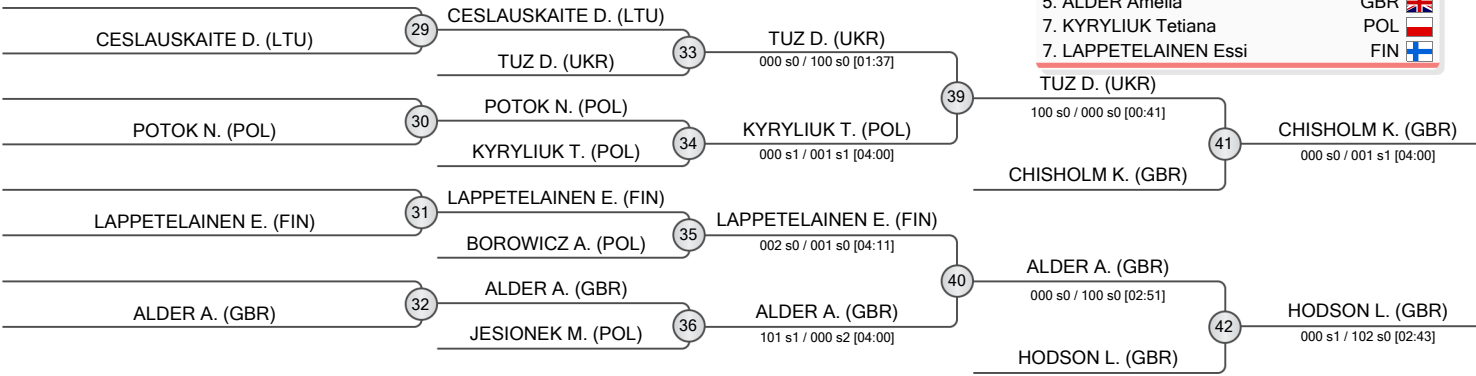 5. ALDER Amelia GBR
7. KYRYLIUK Tetiana POL
7. LAPPETELAINEN Essi FIN
CESLAUSKAITE D. (LTU)
29
CESLAUSKAITE D. (LTU)
TUZ D. (UKR)
33
TUZ D. (UKR)
000 s0 / 100 s0 [01:37]
POTOK N. (POL)
30
POTOK N. (POL)
KYRYLIUK T. (POL)
34
KYRYLIUK T. (POL)
000 s1 / 001 s1 [04:00]
39
TUZ D. (UKR)
100 s0 / 000 s0 [00:41]
CHISHOLM K. (GBR)
41
CHISHOLM K. (GBR)
000 s0 / 001 s1 [04:00]
LAPPETELAINEN E. (FIN)
31
LAPPETELAINEN E. (FIN)
BOROWICZ A. (POL)
35
LAPPETELAINEN E. (FIN)
002 s0 / 001 s0 [04:11]
ALDER A. (GBR)
32
ALDER A. (GBR)
JESIONEK M. (POL)
36
ALDER A. (GBR)
101 s1 / 000 s2 [04:00]
40
ALDER A. (GBR)
000 s0 / 100 s0 [02:51]
HODSON L. (GBR)
42
HODSON L. (GBR)
000 s1 / 102 s0 [02:43]